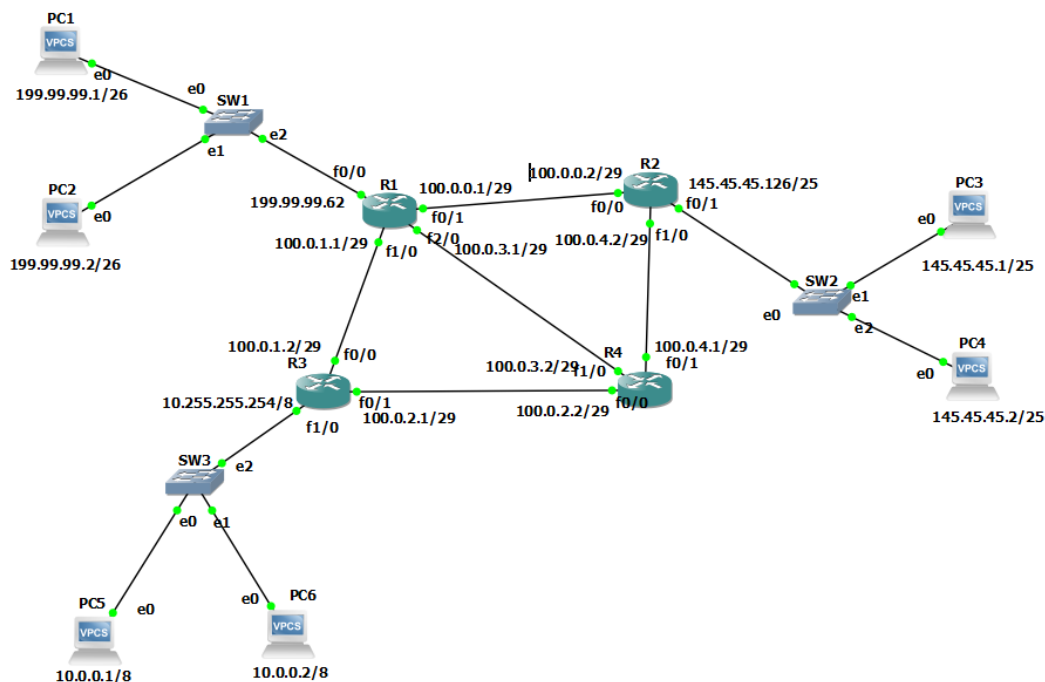 PC1
VPCS
e0
199.99.99.1/26
e0
SW1
e2
e1
PC2
VPCS
e0
199.99.99.2/26
f0/0
199.99.99.62
R1
100.0.0.1/29
f0/1
f2/0
100.0.3.1/29
100.0.1.1/29
f1/0
100.0.0.2/29
R2
145.45.45.126/25
f0/0
f0/1
100.0.4.2/29
f1/0
PC3
VPCS
e0
145.45.45.1/25
SW2
e1
e0
e2
PC4
VPCS
e0
145.45.45.2/25
100.0.1.2/29
f0/0
R3
10.255.255.254/8
f0/1
100.0.2.1/29
f1/0
100.0.4.1/29
R4
f0/1
100.0.3.2/29
f1/0
100.0.2.2/29
f0/0
SW3
e2
e0
e1
PC5
VPCS
e0
10.0.0.1/8
PC6
VPCS
e0
10.0.0.2/8